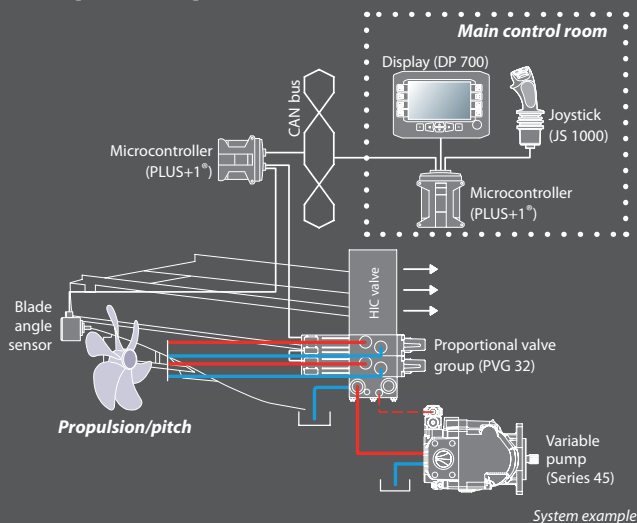 Main control room
Display (DP 700)
CAN bus
Joystick
(JS 1000)
Microcontroller
(PLUS+1®)
Microcontroller
(PLUS+1®)
HIC valve
Blade
angle
sensor
Proportional valve
group (PVG 32)
Propulsion/pitch
Variable
pump
(Series 45)
System example